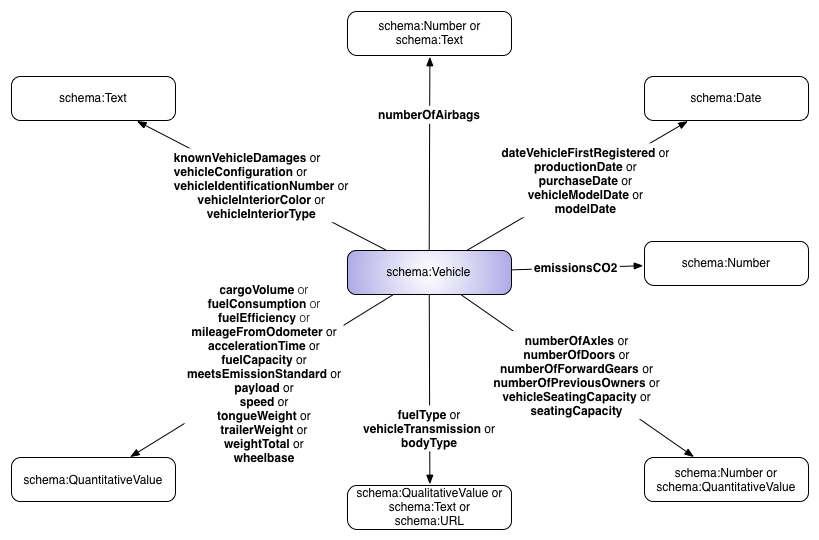 schema:Number or
schema:Text
schema:Text
schema:Date
numberOfAirbags
knownVehicleDamages or
vehicleConfiguration or
vehicleIdentificationNumber or
vehicleInteriorColor or
vehicleInteriorType
dateVehicleFirstRegistered or
productionDate or
purchaseDate or
vehicleModelDate or
modelDate
schema:Vehicle
emissionsCO2
schema:Number
cargoVolume or
fuelConsumption or
fuelEfficiency or
mileageFromOdometer or
accelerationTime or
fuelCapacity or
meetsEmissionStandard or
payload or
speed or
tongueWeight or
trailerWeight or
weightTotal or
wheelbase
fuelType or
vehicleTransmission or
bodyType
numberOfAxles or
numberOfDoors or
numberOfForwardGears or
numberOfPreviousOwners or
vehicleSeatingCapacity or
seatingCapacity
schema:QuantitativeValue
schema:QualitativeValue or
schema:Text or
schema:URL
schema:Number or
schema:QuantitativeValue